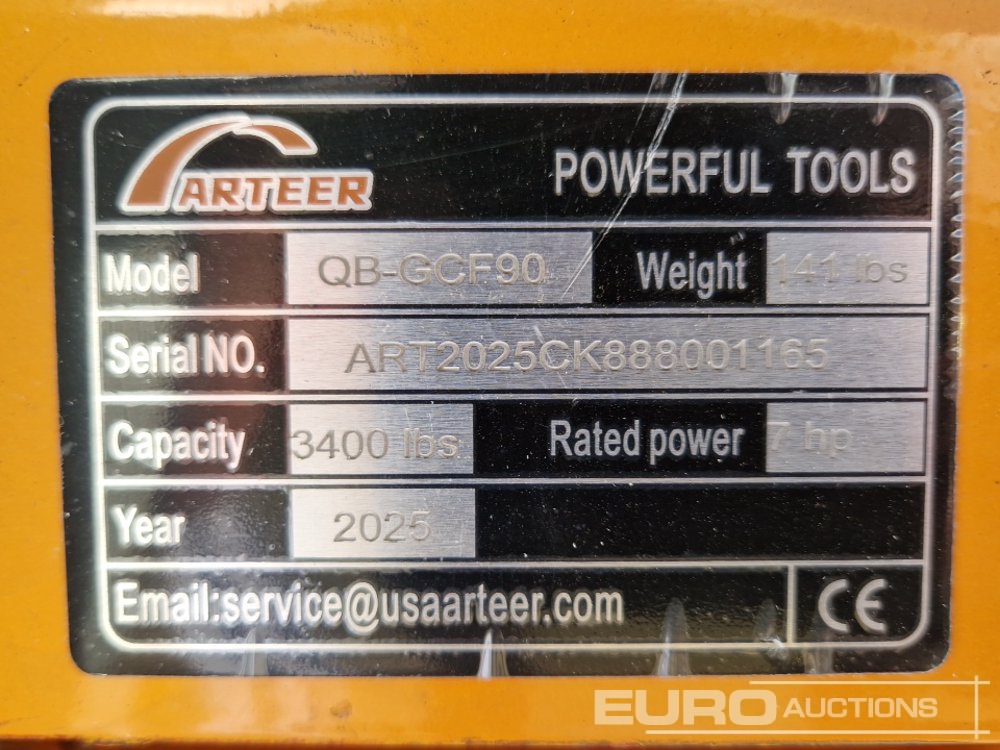 ARTEER POWERFUL TOOLS
Model QB-GCF90 Weight 141 lbs
Serial NO. ART2025CK888001165
Capacity 3400 lbs Rated power 7 hp
Year 2025
Email:service@usaarteer.com CE
EURO AUCTIONS